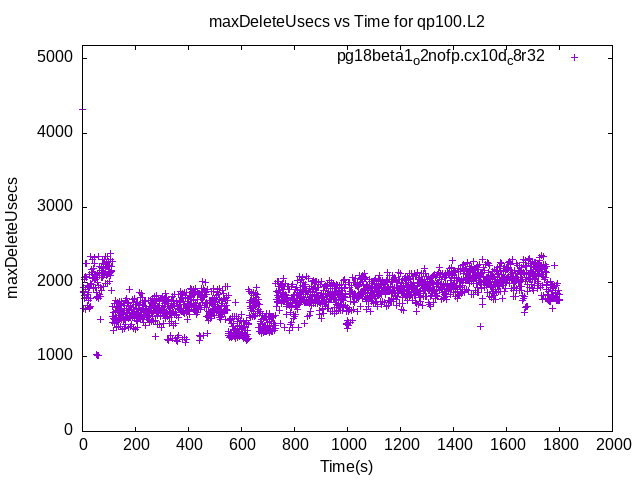 maxDeleteUsecs vs Time for qp100.L2
pg18beta1_o2nofp.cx10d_c8r32
5000
4000
3000
2000
1000
0
maxDeleteUsecs
0 200 400 600 800 1000 1200 1400 1600 1800 2000
Time(s)